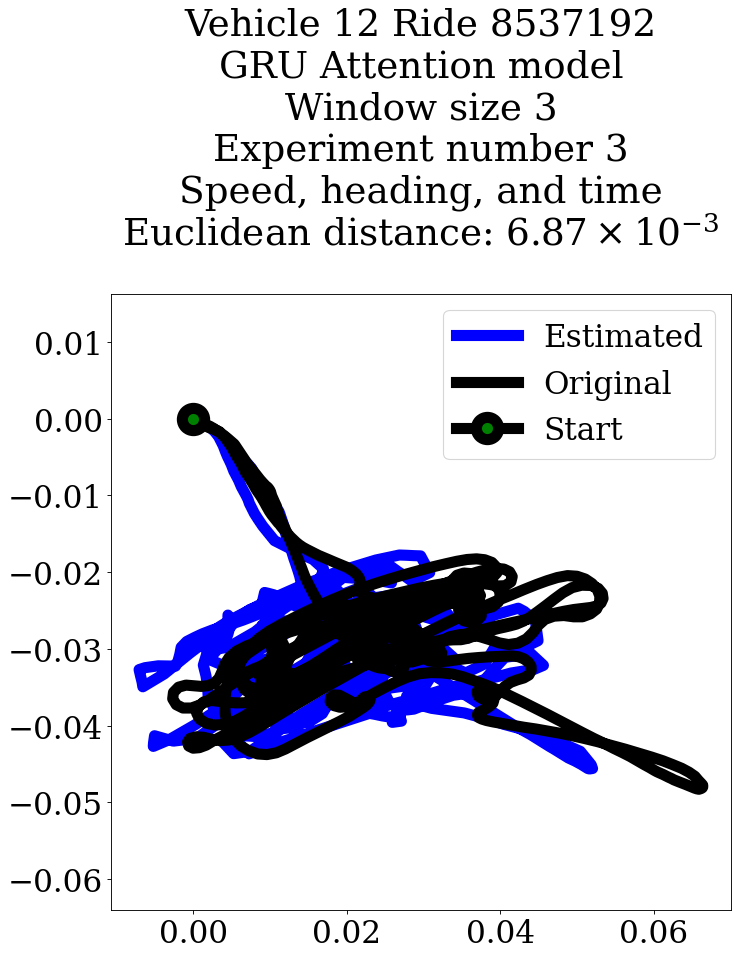 Vehicle 12 Ride 8537192
GRU Attention model
Window size 3
Experiment number 3
Speed, heading, and time
Euclidean distance: 6.87 × 10⁻³
Estimated
Original
Start
0.01
0.00
−0.01
−0.02
−0.03
−0.04
−0.05
−0.06
0.00 0.02 0.04 0.06